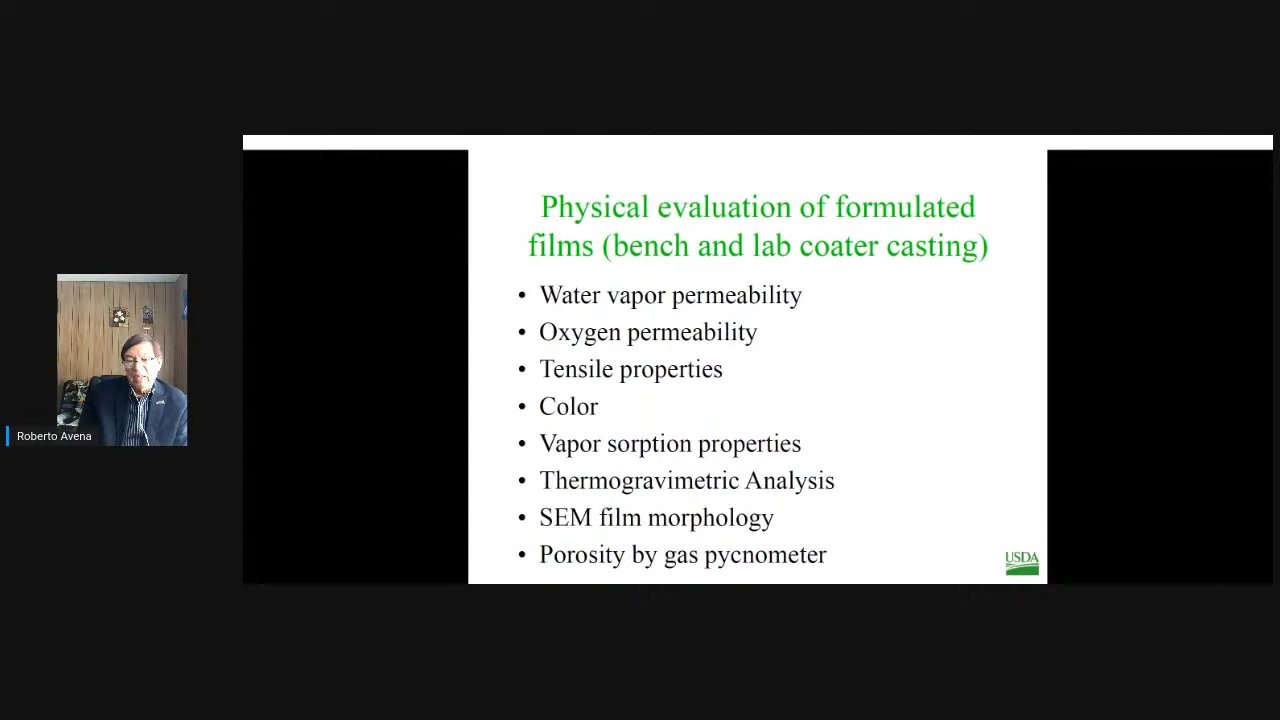 Physical evaluation of formulated
films (bench and lab coater casting)
• Water vapor permeability
• Oxygen permeability
• Tensile properties
• Color
• Vapor sorption properties
• Thermogravimetric Analysis
• SEM film morphology
• Porosity by gas pycnometer
USDA
Roberto Avena